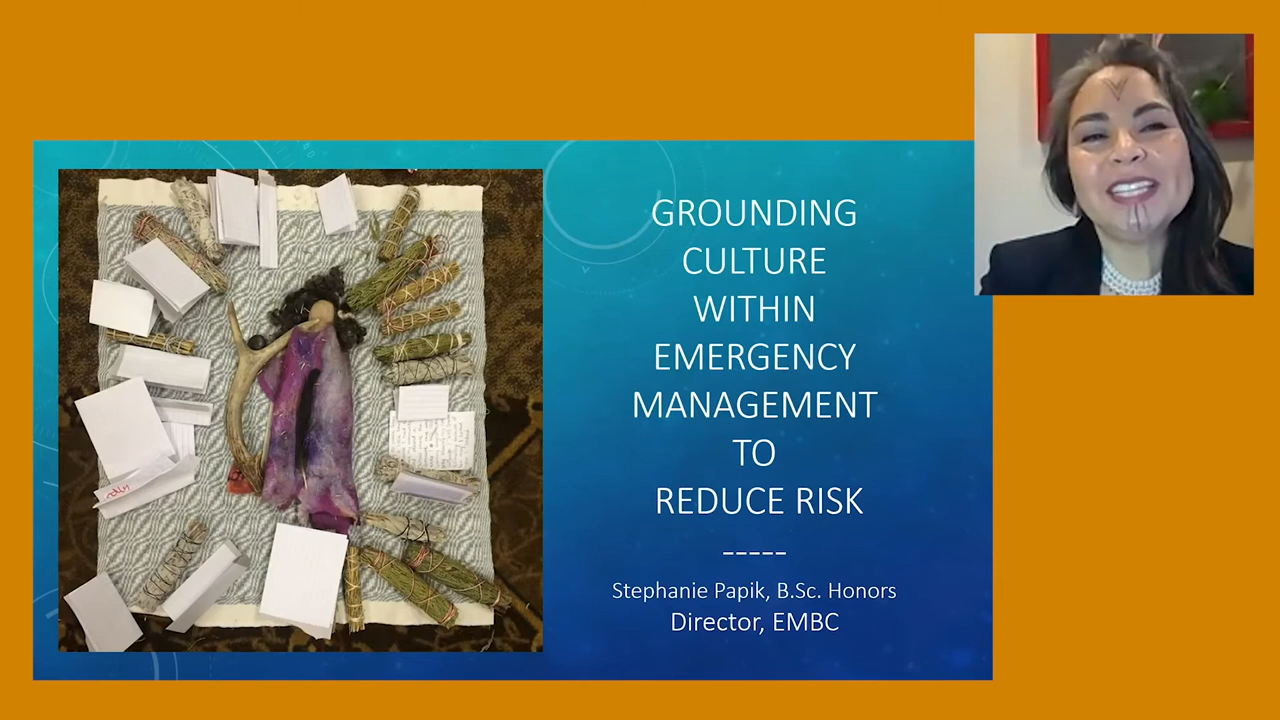 GROUNDING
CULTURE
WITHIN
EMERGENCY
MANAGEMENT
TO
REDUCE RISK
-----
Stephanie Papik, B.Sc. Honors
Director, EMBC